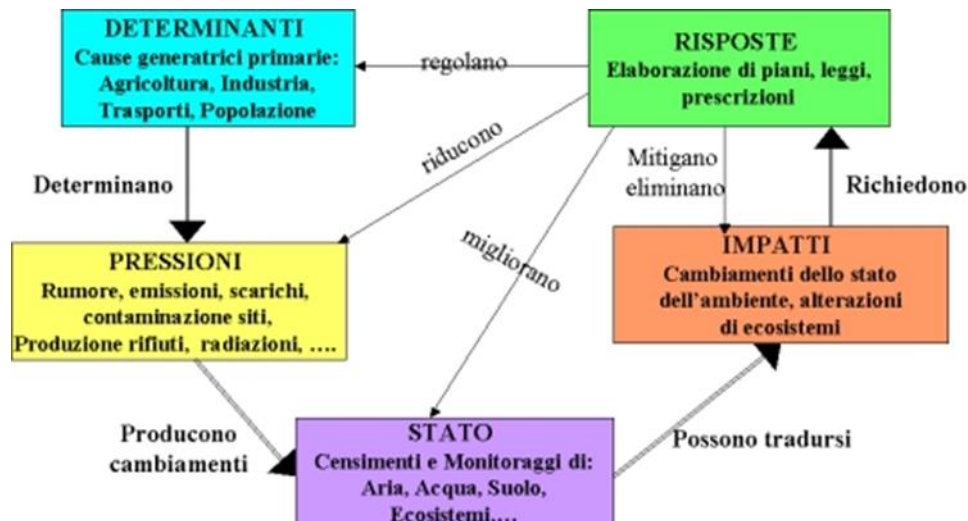 DETERMINANTI
Cause generatrici primarie:
Agricoltura, Industria,
Trasporti, Popolazione
regolano
RISPOSTE
Elaborazione di piani, leggi,
prescrizioni
riducono
Mitigano
eliminano
Richiedono
Determinano
migliorano
PRESSIONI
Rumore, emissioni, scarichi,
contaminazione siti,
Produzione rifiuti, radiazioni, ....
IMPATTI
Cambiamenti dello stato
dell'ambiente, alterazioni
di ecosistemi
Producono
cambiamenti
STATO
Censimenti e Monitoraggi di:
Aria, Acqua, Suolo,
Ecosistemi....
Possono tradursi